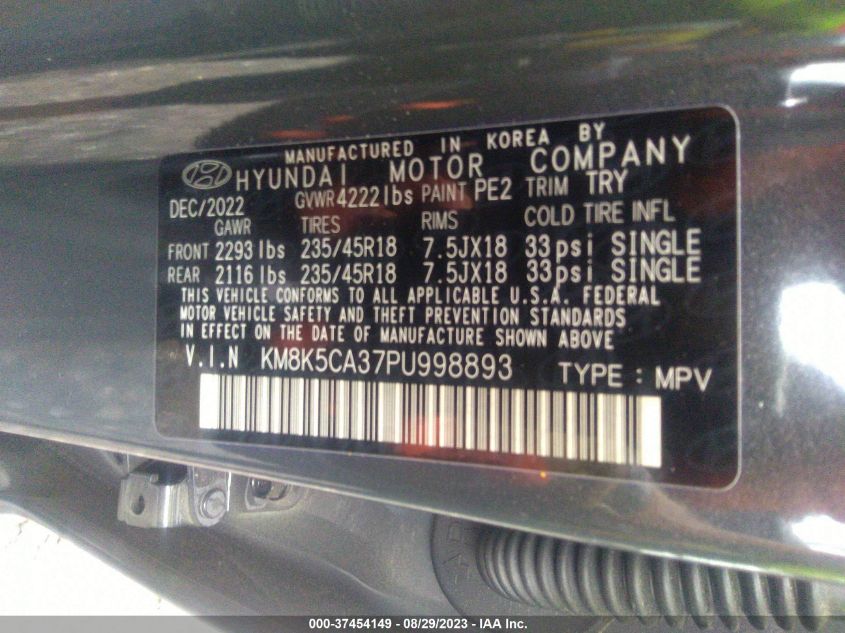 MANUFACTURED IN KOREA BY
HYUNDAI MOTOR COMPANY
DEC/2022 GVWR 4222 lbs PAINT PE2 TRIM TRY
GAWR TIRES RIMS COLD TIRE INFL
FRONT 2293 lbs 235/45R18 7.5JX18 33psi SINGLE
REAR 2116 lbs 235/45R18 7.5JX18 33psi SINGLE
THIS VEHICLE CONFORMS TO ALL APPLICABLE U.S.A. FEDERAL
MOTOR VEHICLE SAFETY AND THEFT PREVENTION STANDARDS
IN EFFECT ON THE DATE OF MANUFACTURE SHOWN ABOVE
V.I.N KM8K5CA37PU998893 TYPE : MPV
000-37454149 - 08/29/2023 - IAA Inc.